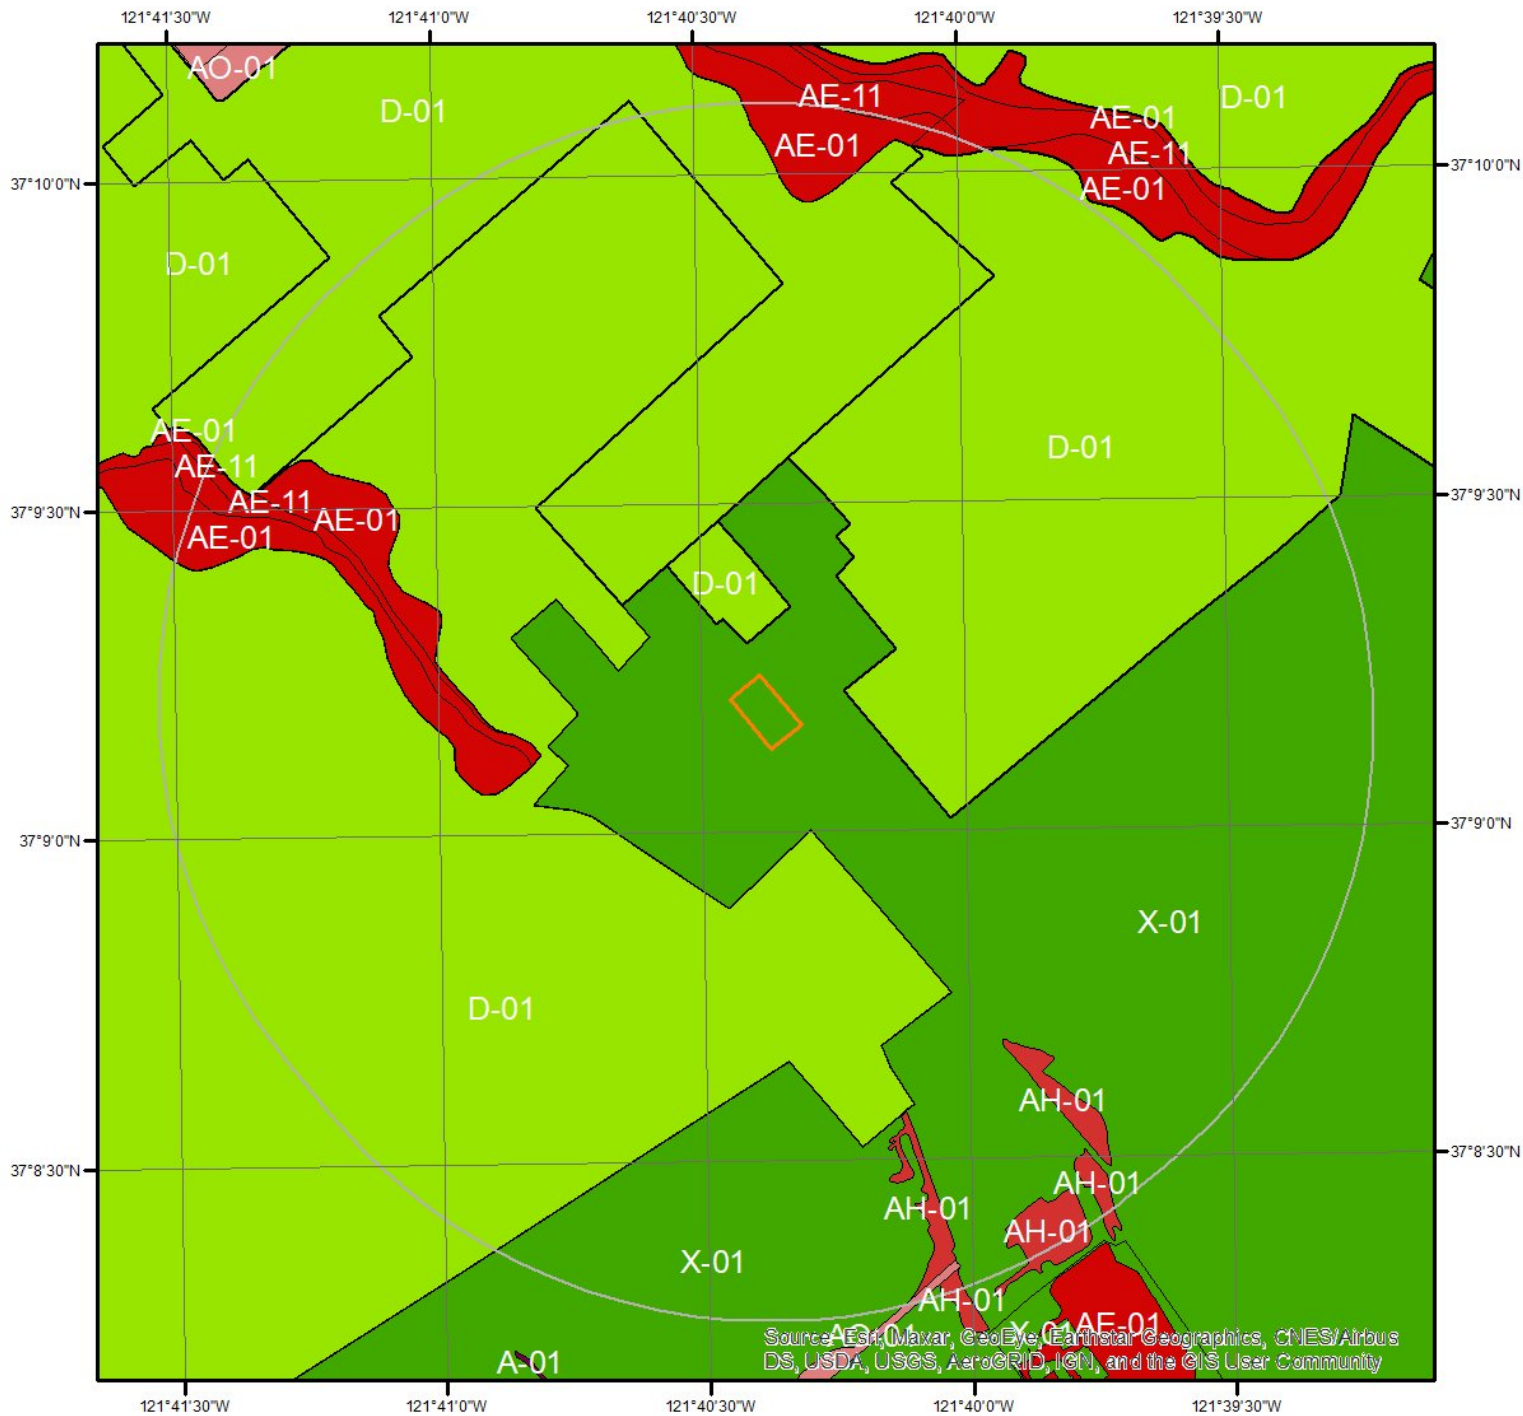 121°41'30"W 121°41'0"W 121°40'30"W 121°40'0"W 121°39'30"W
AO-01
D-01
AE-11
D-01
AE-01
AE-01
AE-11
37°10'0"N
37°10'0"N
AE-01
D-01
AE-01
D-01
AE-11
37°9'30"N
AE-11
37°9'30"N
AE-01
AE-01
D-01
37°9'0"N
37°9'0"N
X-01
D-01
AH-01
37°8'30"N
37°8'30"N
AH-01
AH-01
AH-01
X-01
AH-01
AO-01
X-01
AE-01
Source: Esri, Maxar, GeoEye, Earthstar Geographics, CNES/Airbus
DS, USDA, USGS, AeroGRID, IGN, and the GIS User Community
A-01
121°41'30"W 121°41'0"W 121°40'30"W 121°40'0"W 121°39'30"W